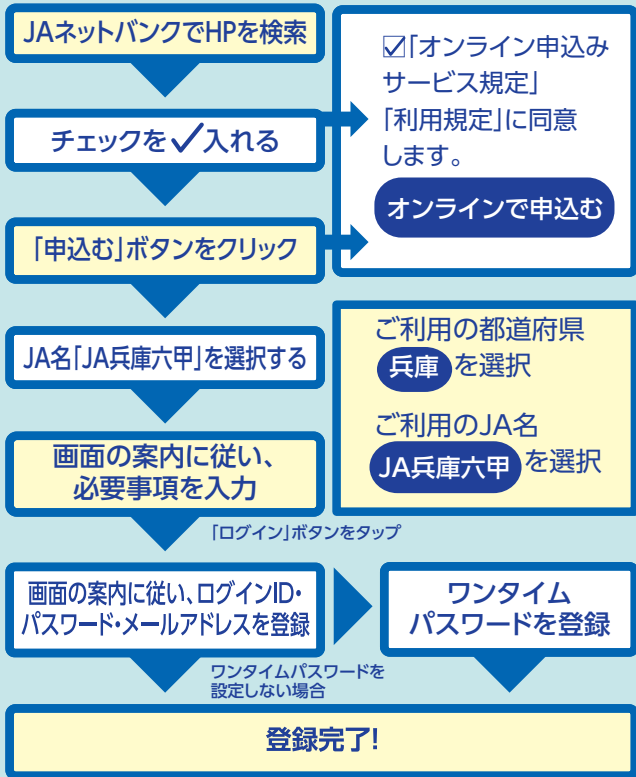 JAネットバンクでHPを検索
チェックを✓入れる
☑「オンライン申込み
サービス規定」
「利用規定」に同意
します。
オンラインで申込む
「申込む」ボタンをクリック
JA名「JA兵庫六甲」を選択する
ご利用の都道府県
兵庫を選択
ご利用のJA名
JA兵庫六甲を選択
画面の案内に従い、
必要事項を入力
「ログイン」ボタンをタップ
画面の案内に従い、ログインID・
パスワード・メールアドレスを登録
ワンタイム
パスワードを登録
ワンタイムパスワードを
設定しない場合
登録完了!